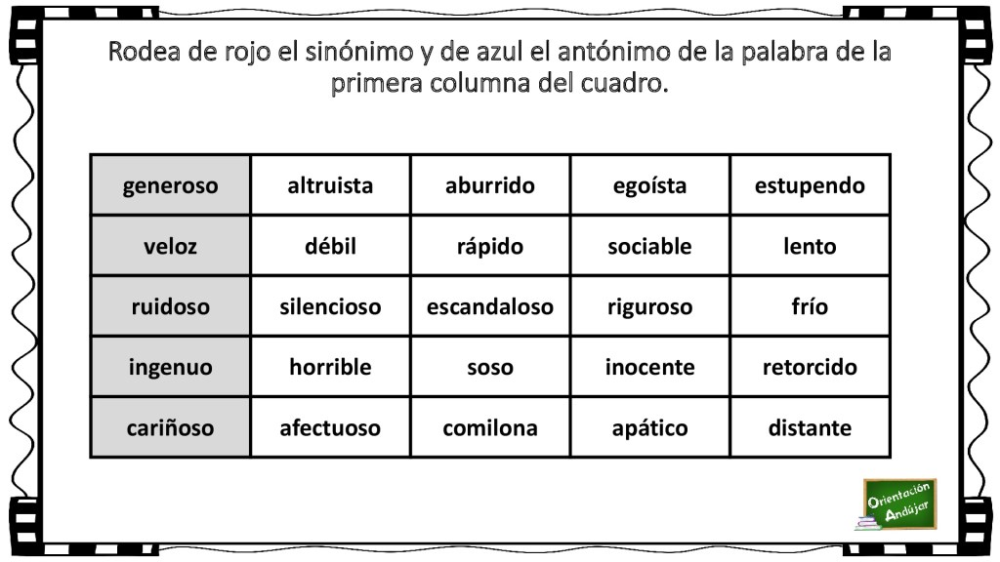 Rodea de rojo el sinónimo y de azul el antónimo de la palabra de la
primera columna del cuadro.
generoso altruista aburrido egoísta estupendo
veloz débil rápido sociable lento
ruidoso silencioso escandaloso riguroso frío
ingenuo horrible soso inocente retorcido
cariñoso afectuoso comilona apático distante
Orientación
Andújar